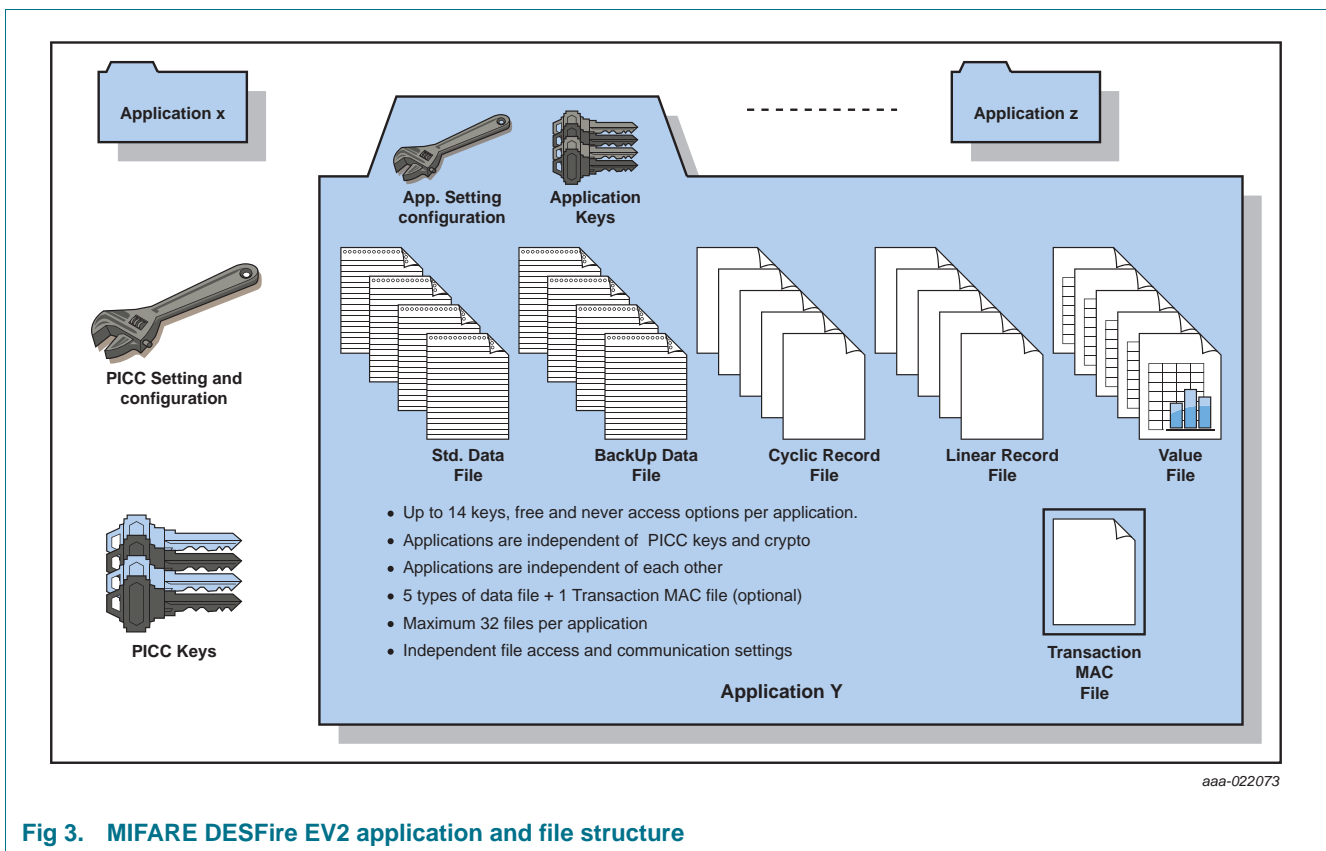 Application x
Application z
App. Setting
configuration
Application
Keys
PICC Setting and
configuration
Std. Data
File
BackUp Data
File
Cyclic Record
File
Linear Record
File
Value
File
• Up to 14 keys, free and never access options per application.
• Applications are independent of PICC keys and crypto
• Applications are independent of each other
• 5 types of data file + 1 Transaction MAC file (optional)
• Maximum 32 files per application
• Independent file access and communication settings
PICC Keys
Transaction
MAC
File
Application Y
aaa-022073
Fig 3. MIFARE DESFire EV2 application and file structure